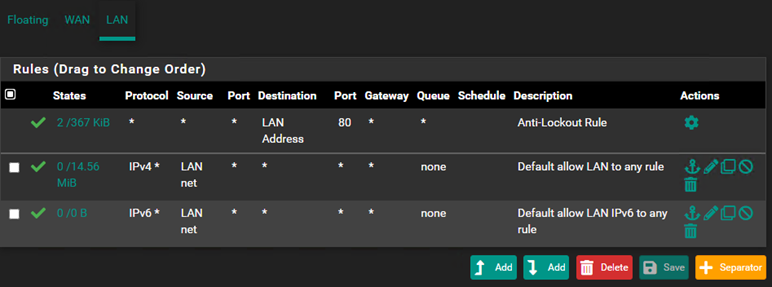 Floating WAN LAN
Rules (Drag to Change Order)
States Protocol Source Port Destination Port Gateway Queue Schedule Description Actions
2 /367 KiB * * * LAN Address 80 * * Anti-Lockout Rule
0 /14.56 MiB IPv4 * LAN net * * * * none Default allow LAN to any rule
0 /0 B IPv6 * LAN net * * * * none Default allow LAN IPv6 to any rule
Add Add Delete Save Separator